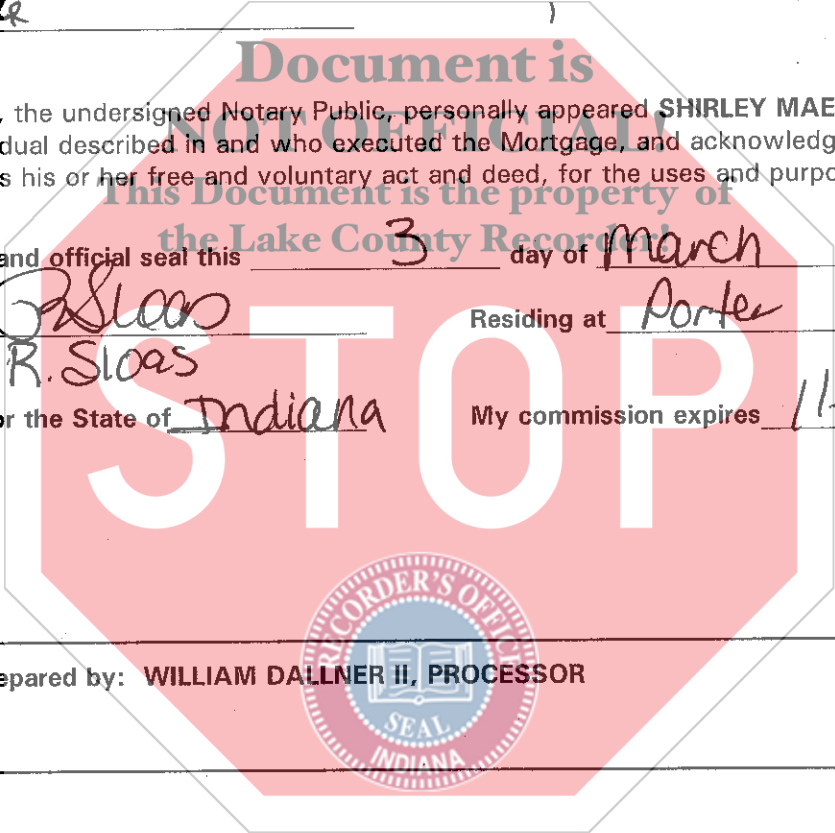 Document is
, the undersigned Notary Public, personally appeared SHIRLEY MAE
NOT OFFICIAL!
dual described in and who executed the Mortgage, and acknowledg
s his or her free and voluntary act and deed, for the uses and purpo
This Document is the property of
the Lake County Recorder!
and official seal this 3 day of March
Sloas Residing at Porter
R. Sloas
or the State of Indiana My commission expires 11
STOP
RECORDER'S OFFIC
epared by: WILLIAM DALLNER II, PROCESSOR
SEAL
INDIANA